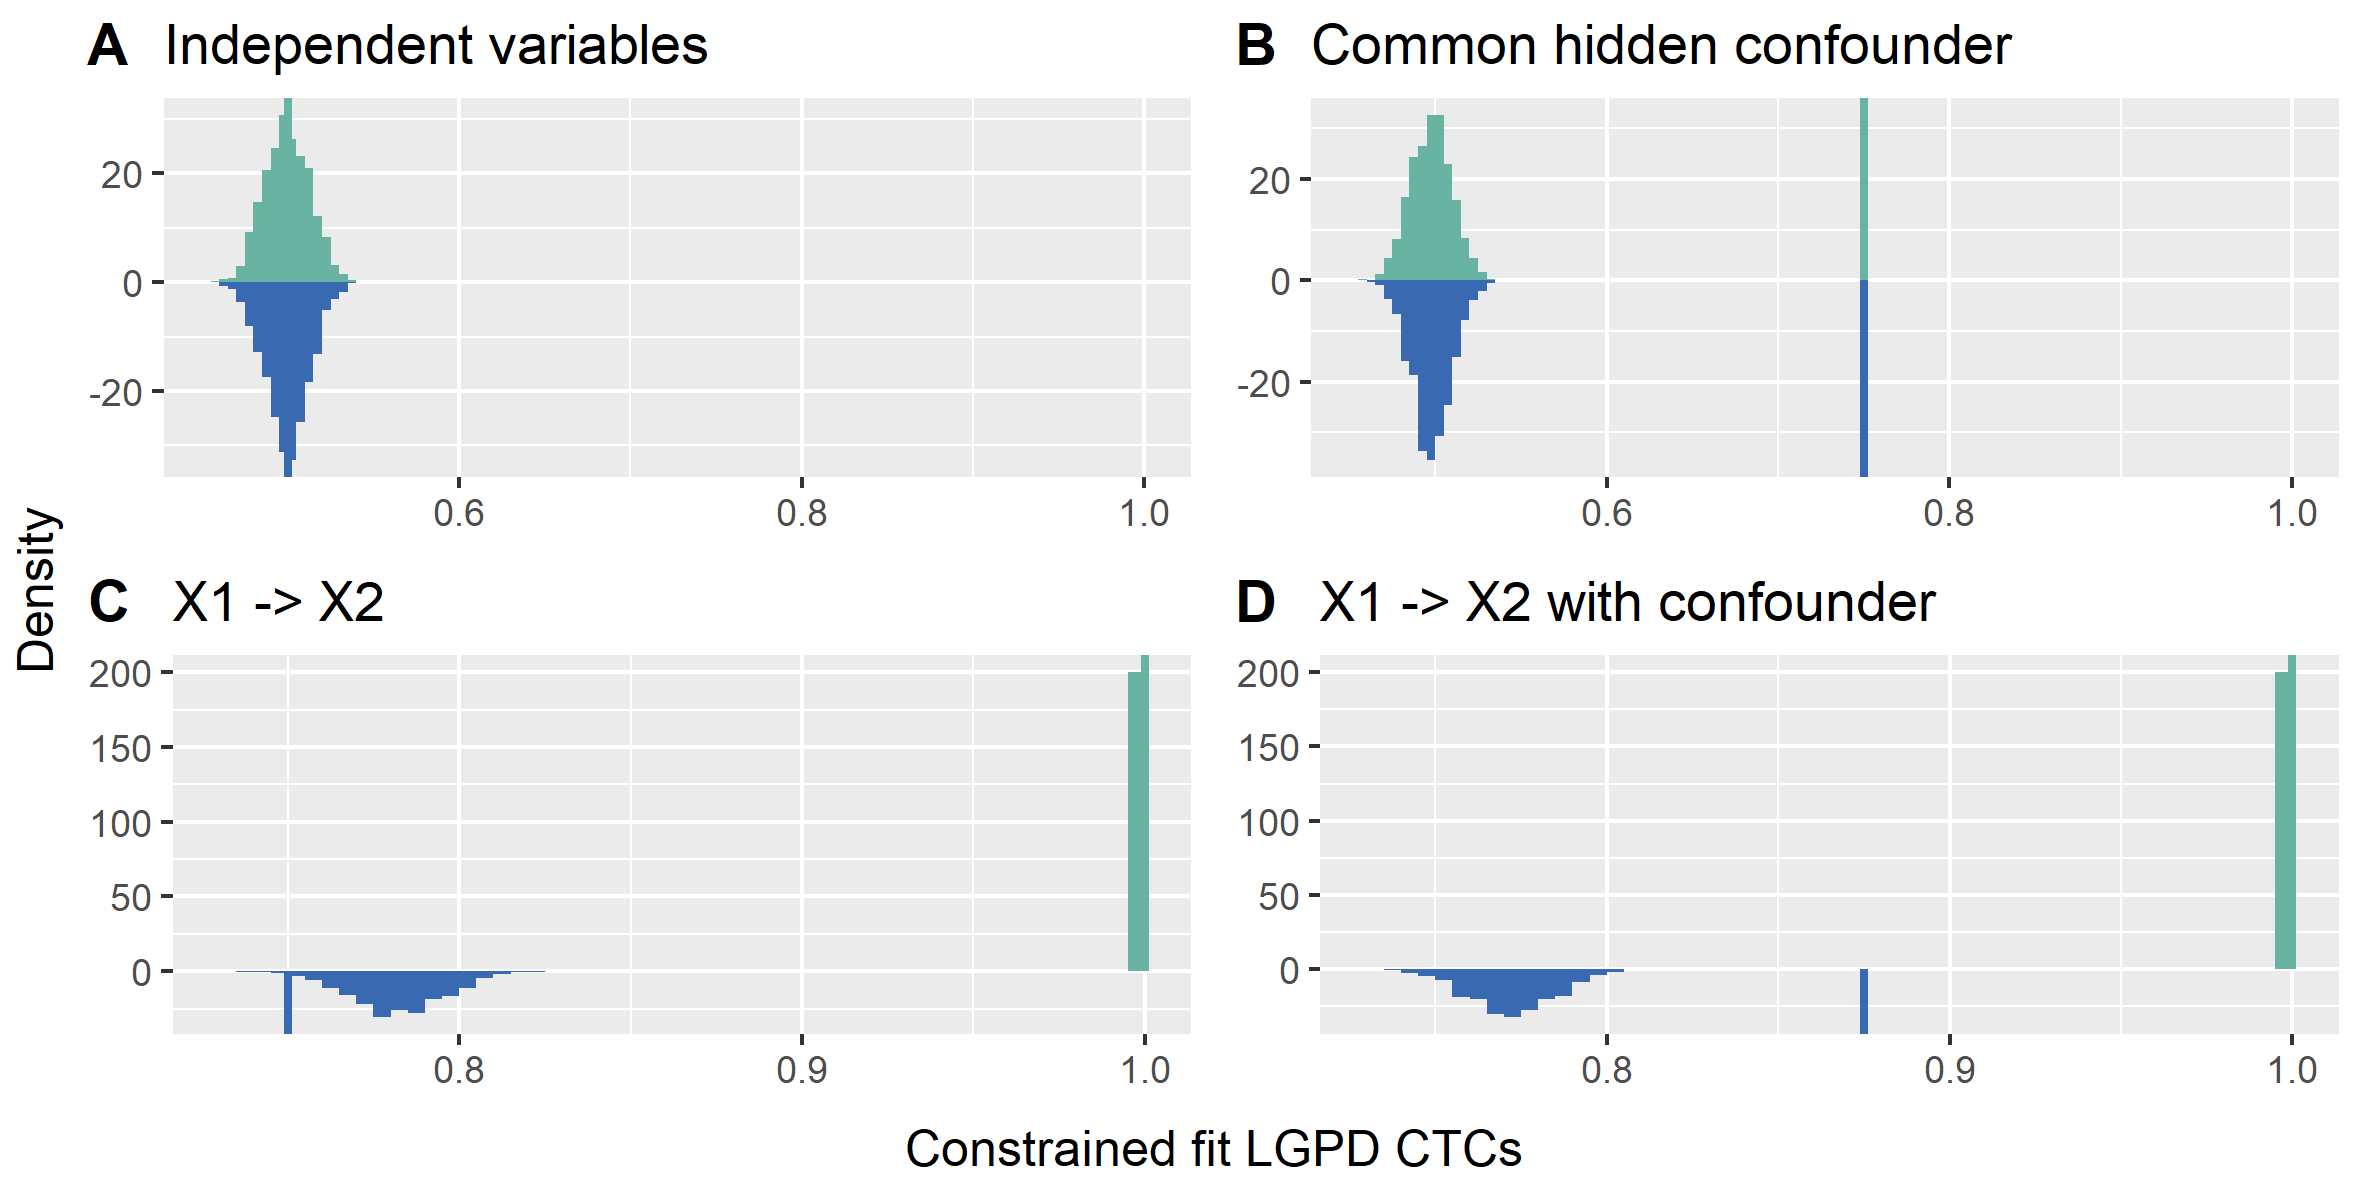 A Independent variables
B Common hidden confounder
20
0
-20
0.6 0.8 1.0
20
0
-20
0.6 0.8 1.0
Density
C X1 -> X2
D X1 -> X2 with confounder
200
150
100
50
0
0.8 0.9 1.0
200
150
100
50
0
0.8 0.9 1.0
Constrained fit LGPD CTCs